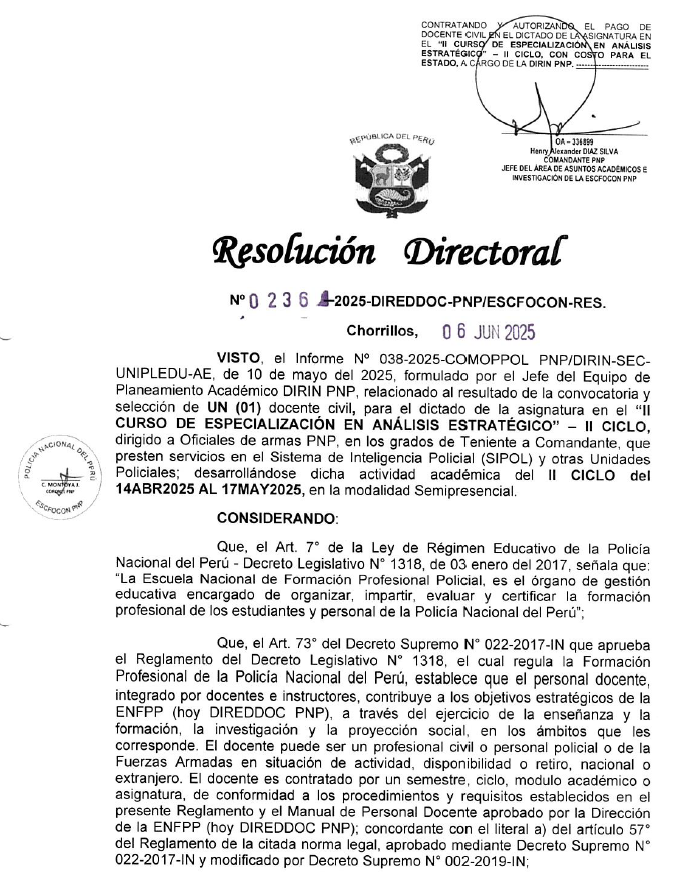 CONTRATANDO Y AUTORIZANDO EL PAGO DE
DOCENTE CIVIL EN EL DICTADO DE LA ASIGNATURA EN
EL "II CURSO DE ESPECIALIZACIÓN EN ANÁLISIS
ESTRATÉGICO" – II CICLO, CON COSTO PARA EL
ESTADO, A CARGO DE LA DIRIN PNP.
OA – 336899
Henry Alexander DIAZ SILVA
COMANDANTE PNP
JEFE DEL ÁREA DE ASUNTOS ACADÉMICOS E
INVESTIGACIÓN DE LA ESCFOCON PNP
REPÚBLICA DEL PERÚ
Resolución Directoral
Nº 0236 -2025-DIREDDOC-PNP/ESCFOCON-RES.
Chorrillos, 06 JUN 2025
VISTO, el Informe Nº 038-2025-COMOPPOL PNP/DIRIN-SEC-
UNIPLEDU-AE, de 10 de mayo del 2025, formulado por el Jefe del Equipo de
Planeamiento Académico DIRIN PNP, relacionado al resultado de la convocatoria y
selección de UN (01) docente civil, para el dictado de la asignatura en el "II
CURSO DE ESPECIALIZACIÓN EN ANÁLISIS ESTRATÉGICO" – II CICLO,
dirigido a Oficiales de armas PNP, en los grados de Teniente a Comandante, que
presten servicios en el Sistema de Inteligencia Policial (SIPOL) y otras Unidades
Policiales; desarrollándose dicha actividad académica del II CICLO del
14ABR2025 AL 17MAY2025, en la modalidad Semipresencial.
POLICÍA NACIONAL DEL PERÚ
C. MONTOYA J.
CORONEL PNP
ESCFOCON PNP
CONSIDERANDO:
Que, el Art. 7° de la Ley de Régimen Educativo de la Policía
Nacional del Perú - Decreto Legislativo N° 1318, de 03 enero del 2017, señala que:
"La Escuela Nacional de Formación Profesional Policial, es el órgano de gestión
educativa encargado de organizar, impartir, evaluar y certificar la formación
profesional de los estudiantes y personal de la Policía Nacional del Perú";
Que, el Art. 73° del Decreto Supremo N° 022-2017-IN que aprueba
el Reglamento del Decreto Legislativo N° 1318, el cual regula la Formación
Profesional de la Policía Nacional del Perú, establece que el personal docente,
integrado por docentes e instructores, contribuye a los objetivos estratégicos de la
ENFPP (hoy DIREDDOC PNP), a través del ejercicio de la enseñanza y la
formación, la investigación y la proyección social, en los ámbitos que les
corresponde. El docente puede ser un profesional civil o personal policial o de la
Fuerzas Armadas en situación de actividad, disponibilidad o retiro, nacional o
extranjero. El docente es contratado por un semestre, ciclo, modulo académico o
asignatura, de conformidad a los procedimientos y requisitos establecidos en el
presente Reglamento y el Manual de Personal Docente aprobado por la Dirección
de la ENFPP (hoy DIREDDOC PNP); concordante con el literal a) del artículo 57°
del Reglamento de la citada norma legal, aprobado mediante Decreto Supremo N°
022-2017-IN y modificado por Decreto Supremo N° 002-2019-IN;